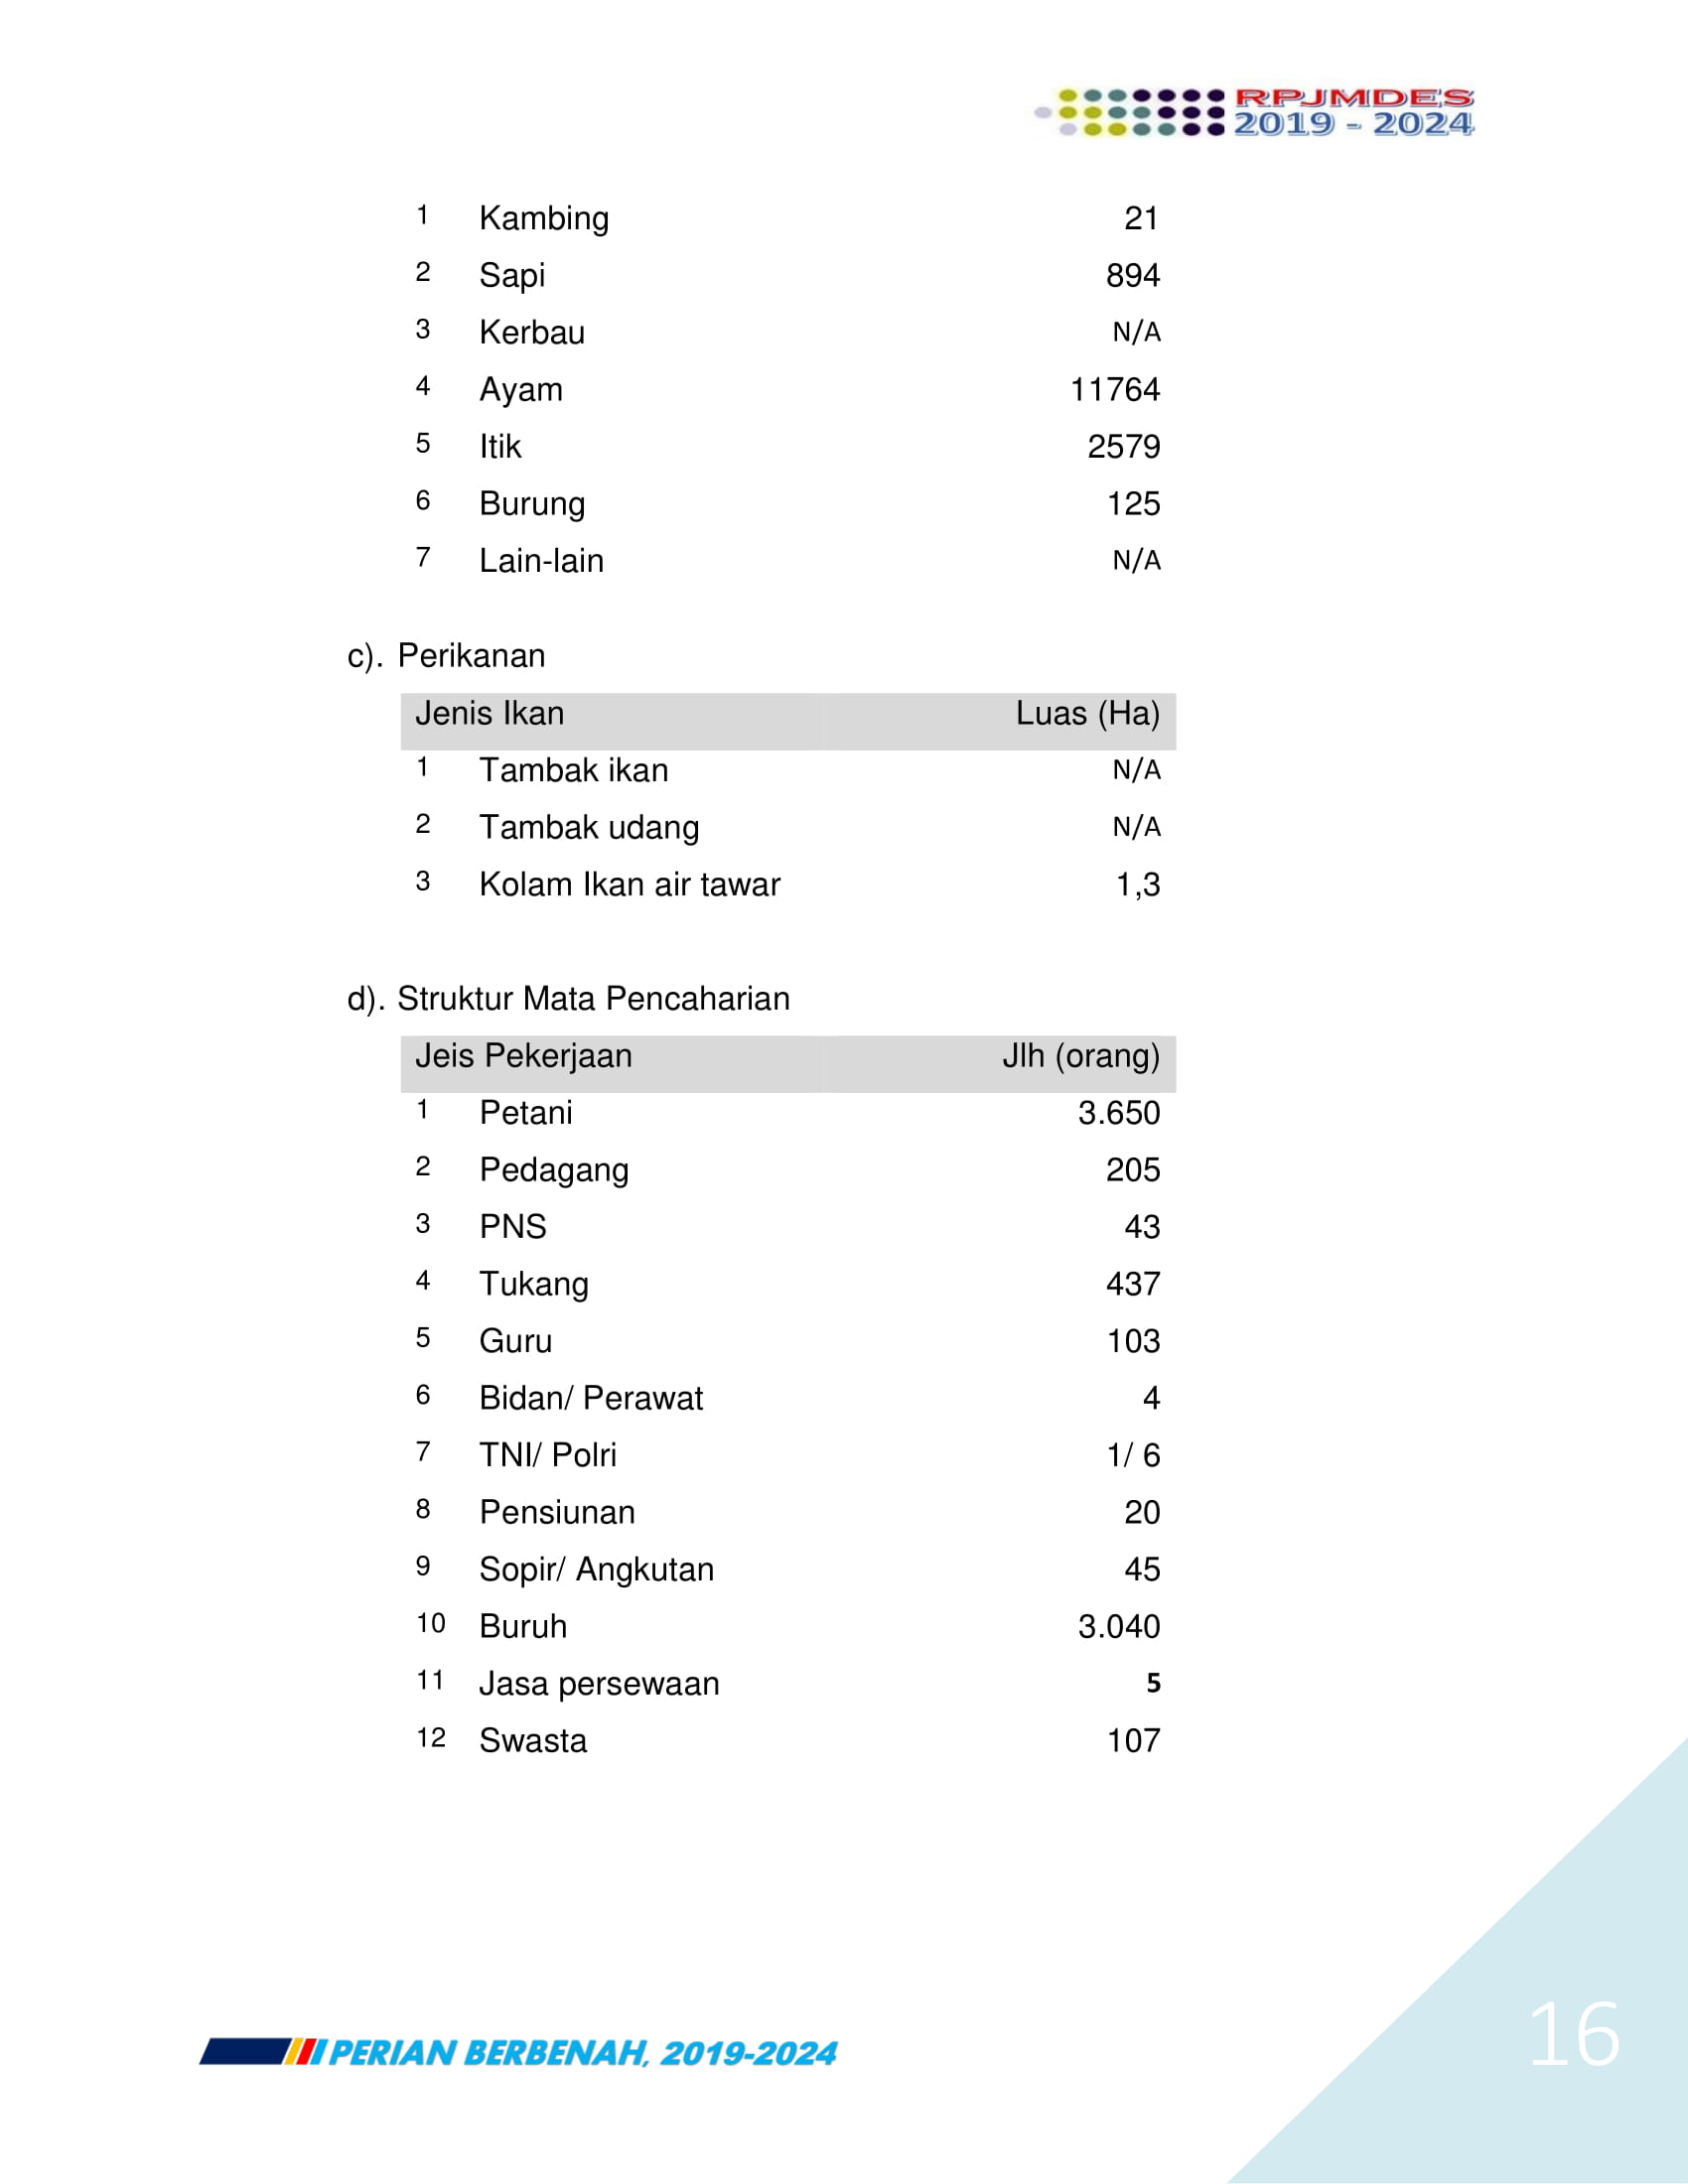 RPJMDES
2019 - 2024
1 Kambing 21
2 Sapi 894
3 Kerbau N/A
4 Ayam 11764
5 Itik 2579
6 Burung 125
7 Lain-lain N/A
c). Perikanan
Jenis Ikan Luas (Ha)
1 Tambak ikan N/A
2 Tambak udang N/A
3 Kolam Ikan air tawar 1,3
d). Struktur Mata Pencaharian
Jeis Pekerjaan Jlh (orang)
1 Petani 3.650
2 Pedagang 205
3 PNS 43
4 Tukang 437
5 Guru 103
6 Bidan/ Perawat 4
7 TNI/ Polri 1/ 6
8 Pensiunan 20
9 Sopir/ Angkutan 45
10 Buruh 3.040
11 Jasa persewaan 5
12 Swasta 107
PERIAN BERBENAH, 2019-2024
16